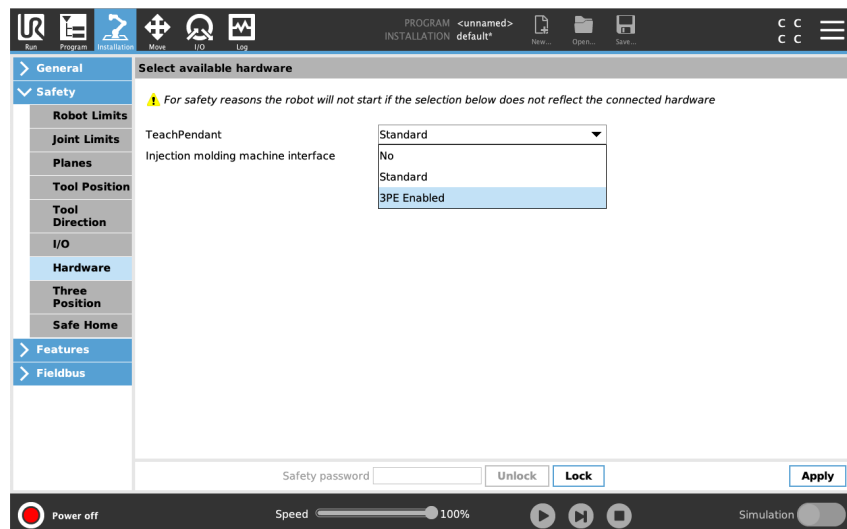 PROGRAM <unnamed>
INSTALLATION default*
UR
Run
Program
Installation
Move
I/O
Log
New...
Open...
Save...
C C
C C
General
Safety
Robot Limits
Joint Limits
Planes
Tool Position
Tool
Direction
I/O
Hardware
Three
Position
Safe Home
Features
Fieldbus
Select available hardware
For safety reasons the robot will not start if the selection below does not reflect the connected hardware
TeachPendant
Standard
Injection molding machine interface
No
Standard
3PE Enabled
Safety password
Unlock
Lock
Apply
Power off
Speed
100%
Simulation